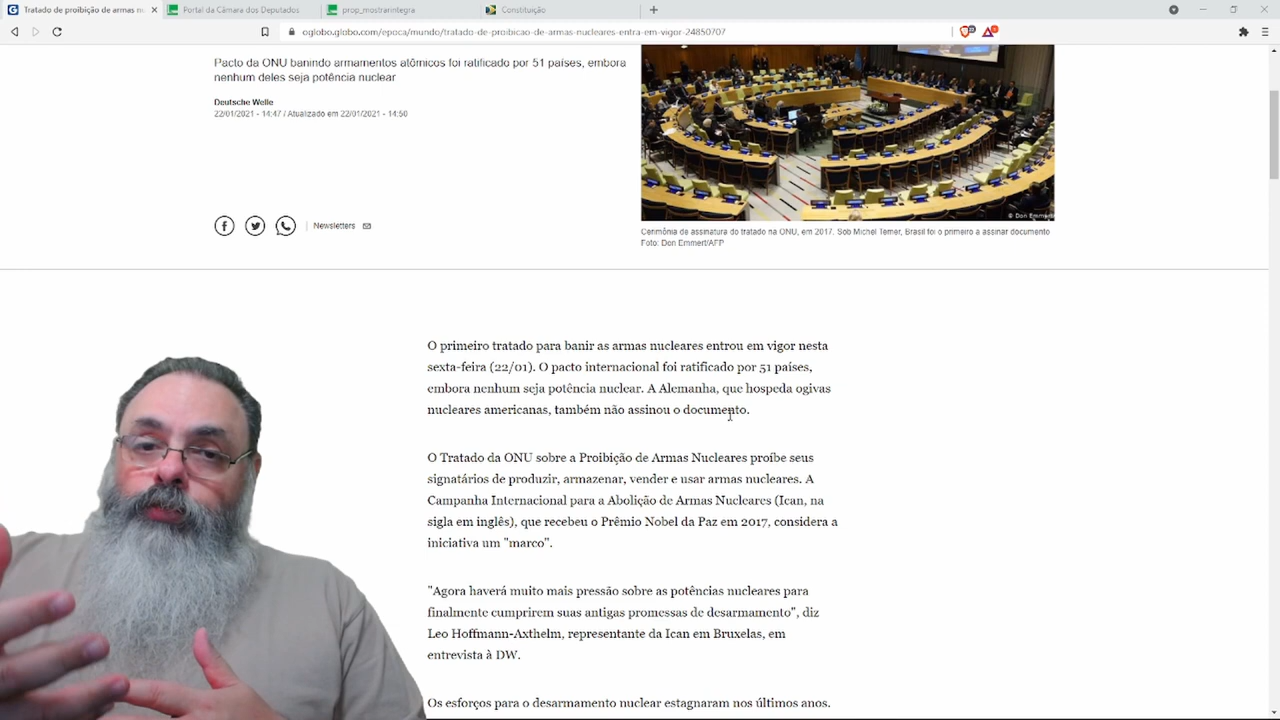 Tratado de proibição de armas nu
Portal da Câmara dos Deputados
prop_mostrarintegra
Constituição
oglobo.globo.com/epoca/mundo/tratado-de-proibicao-de-armas-nucleares-entra-em-vigor-24850707
Pacto da ONU banindo armamentos atômicos foi ratificado por 51 países, embora
nenhum deles seja potência nuclear
Deutsche Welle
22/01/2021 - 14:47 / Atualizado em 22/01/2021 - 14:50
Newsletters
© Don Emmert
Cerimônia de assinatura do tratado na ONU, em 2017. Sob Michel Temer, Brasil foi o primeiro a assinar documento
Foto: Don Emmert/AFP
O primeiro tratado para banir as armas nucleares entrou em vigor nesta
sexta-feira (22/01). O pacto internacional foi ratificado por 51 países,
embora nenhum seja potência nuclear. A Alemanha, que hospeda ogivas
nucleares americanas, também não assinou o documento.
O Tratado da ONU sobre a Proibição de Armas Nucleares proíbe seus
signatários de produzir, armazenar, vender e usar armas nucleares. A
Campanha Internacional para a Abolição de Armas Nucleares (Ican, na
sigla em inglês), que recebeu o Prêmio Nobel da Paz em 2017, considera a
iniciativa um "marco".
"Agora haverá muito mais pressão sobre as potências nucleares para
finalmente cumprirem suas antigas promessas de desarmamento", diz
Leo Hoffmann-Axthelm, representante da Ican em Bruxelas, em
entrevista à DW.
Os esforços para o desarmamento nuclear estagnaram nos últimos anos.